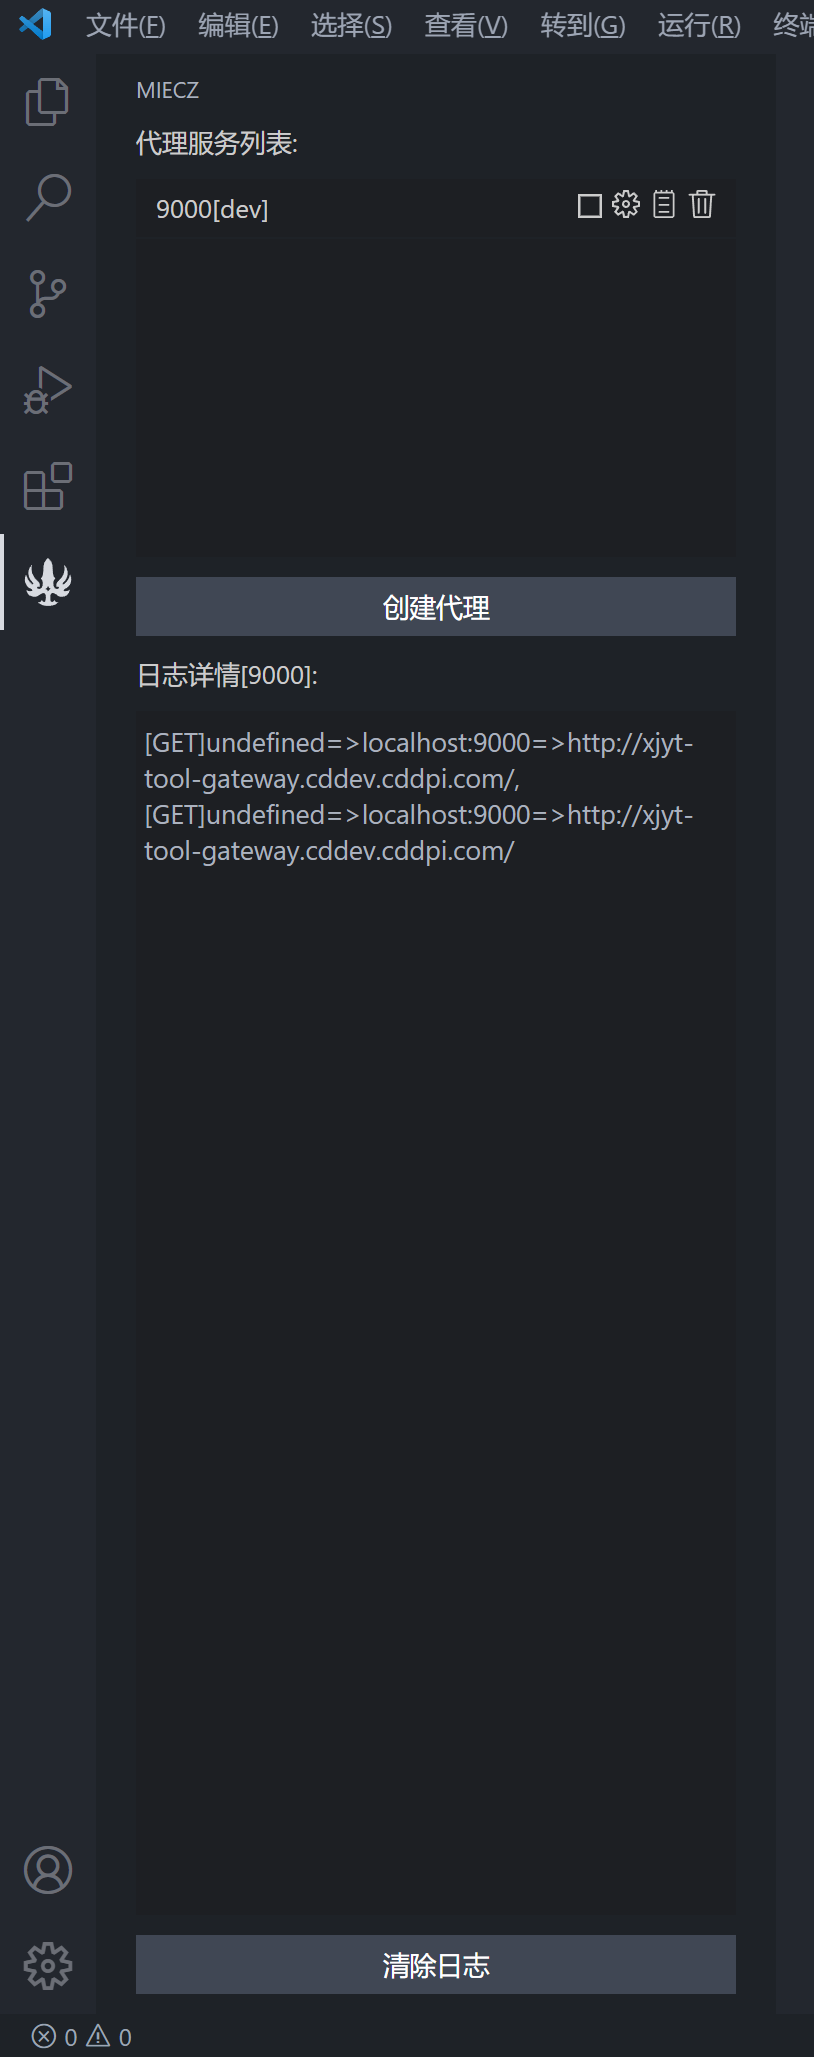 文件(F) 编辑(E) 选择(S) 查看(V) 转到(G) 运行(R) 终端
MIECZ
代理服务列表:
9000[dev]
创建代理
日志详情[9000]:
[GET]undefined=>localhost:9000=>http://xjyt-
tool-gateway.cddev.cddpi.com/,
[GET]undefined=>localhost:9000=>http://xjyt-
tool-gateway.cddev.cddpi.com/
清除日志
0 0